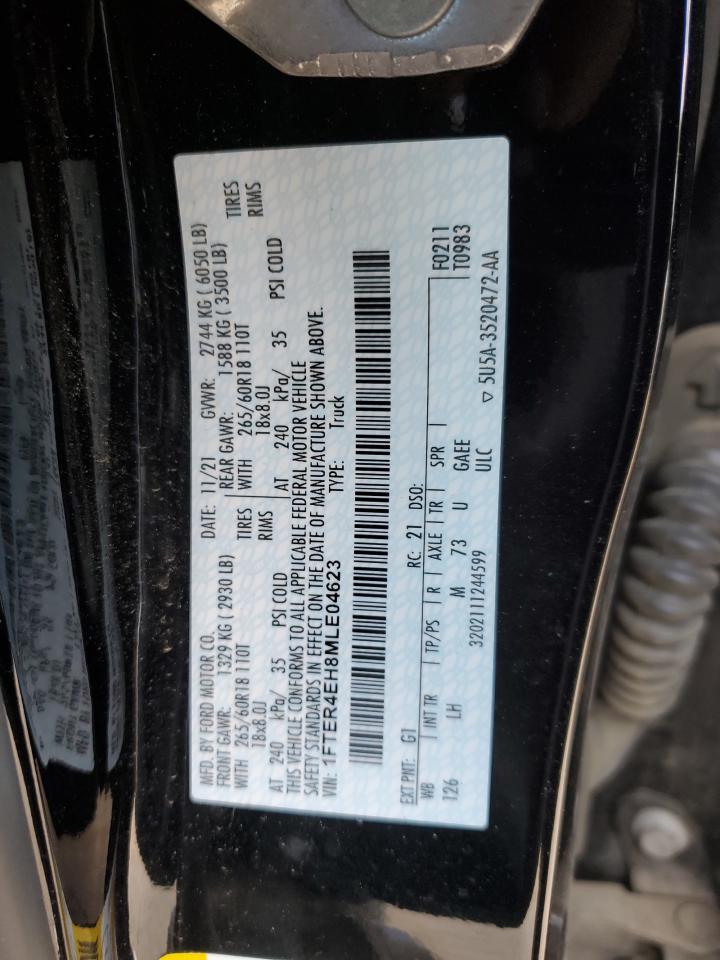 MFD. BY FORD MOTOR CO. DATE: 11/21 GVWR: 2744 KG ( 6050 LB)
FRONT GAWR: 1329 KG ( 2930 LB) REAR GAWR: 1588 KG ( 3500 LB)
WITH 265/60R18 110T TIRES WITH 265/60R18 110T TIRES
18x8.0J RIMS 18x8.0J RIMS
AT 240 kPa/ 35 PSI COLD AT 240 kPa/ 35 PSI COLD
THIS VEHICLE CONFORMS TO ALL APPLICABLE FEDERAL MOTOR VEHICLE
SAFETY STANDARDS IN EFFECT ON THE DATE OF MANUFACTURE SHOWN ABOVE.
VIN: 1FTER4EH8MLE04623 TYPE: Truck
EXT PNT: G1 RC: 21 DSO: F0211
WB INT TR TP/PS R AXLE TR SPR T0983
126 LH M 73 U GAEE
3202111244599 ULC ▽ 5U5A-3520472-AA